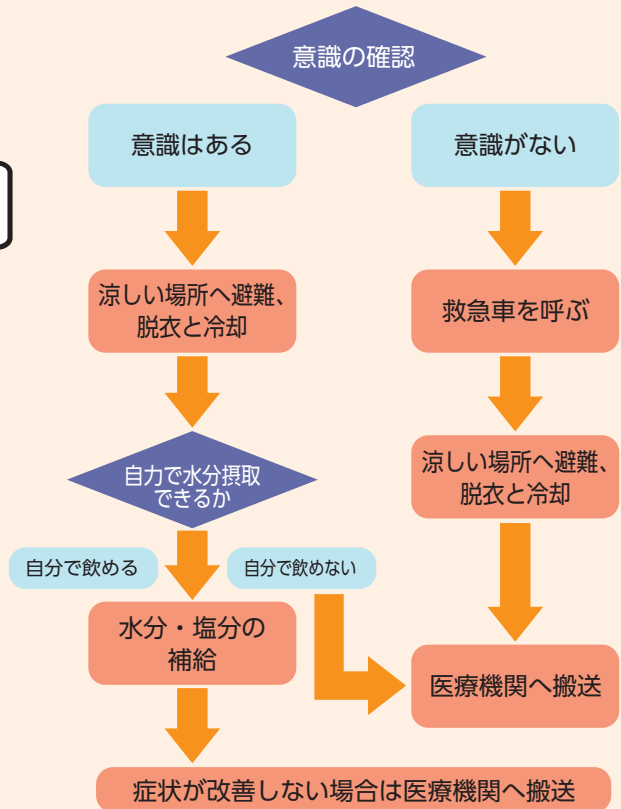 意識の確認
意識はある
意識がない
涼しい場所へ避難、
脱衣と冷却
救急車を呼ぶ
自力で水分摂取
できるか
涼しい場所へ避難、
脱衣と冷却
自分で飲める
自分で飲めない
水分・塩分の
補給
医療機関へ搬送
症状が改善しない場合は医療機関へ搬送